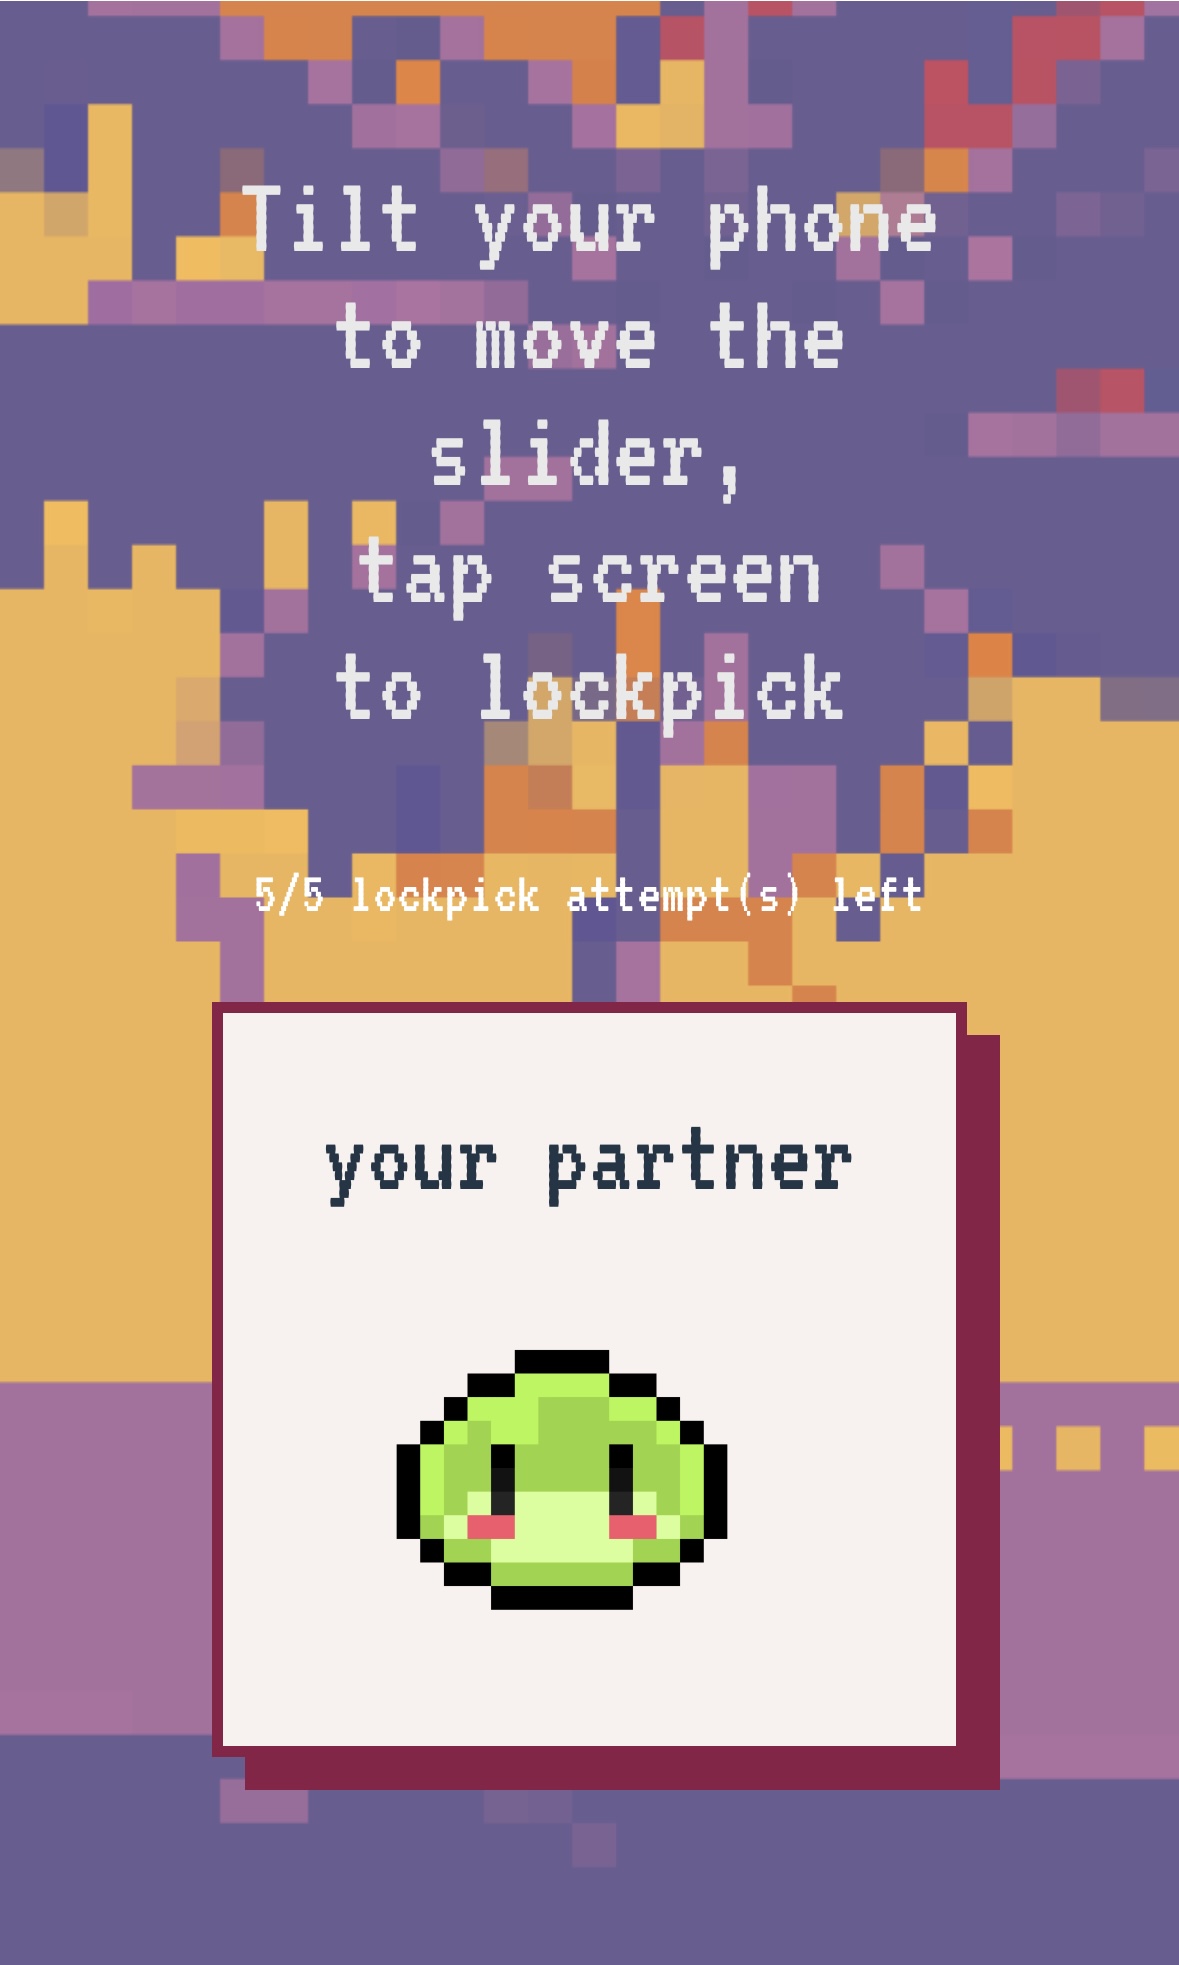 Tilt your phone
to move the
slider,
tap screen
to lockpick
5/5 lockpick attempt(s) left
your partner